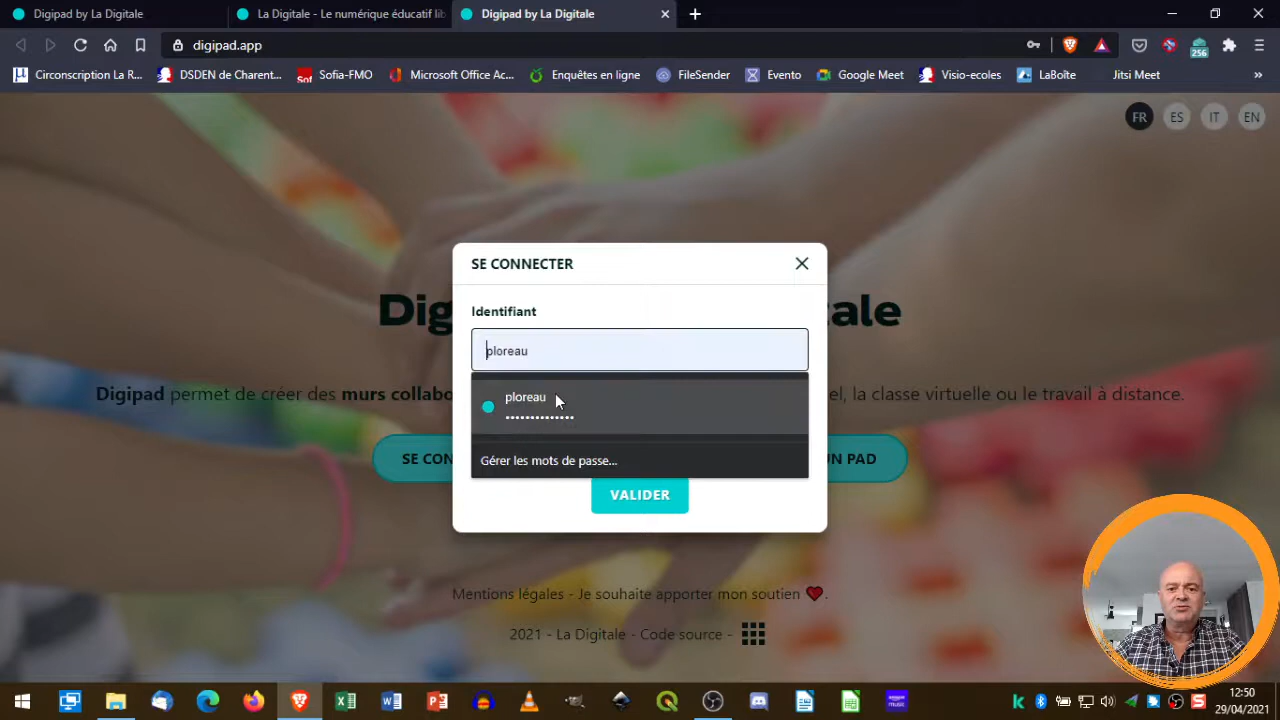 Digipad by La Digitale
La Digitale - Le numérique éducatif lib
Digipad by La Digitale
digipad.app
256
Circonscription La R...
DSDEN de Charent...
Sofia-FMO
Microsoft Office Ac...
Enquêtes en ligne
FileSender
Evento
Google Meet
Visio-ecoles
LaBoîte
Jitsi Meet
»
FR
ES
IT
EN
SE CONNECTER
Identifiant
ploreau
ploreau
••••••••••••••
Gérer les mots de passe...
VALIDER
Dig
tale
Digipad permet de créer des murs collabo
el, la classe virtuelle ou le travail à distance.
SE CON
UN PAD
Mentions légales - Je souhaite apporter mon soutien ❤.
2021 - La Digitale - Code source -
12:50
29/04/2021